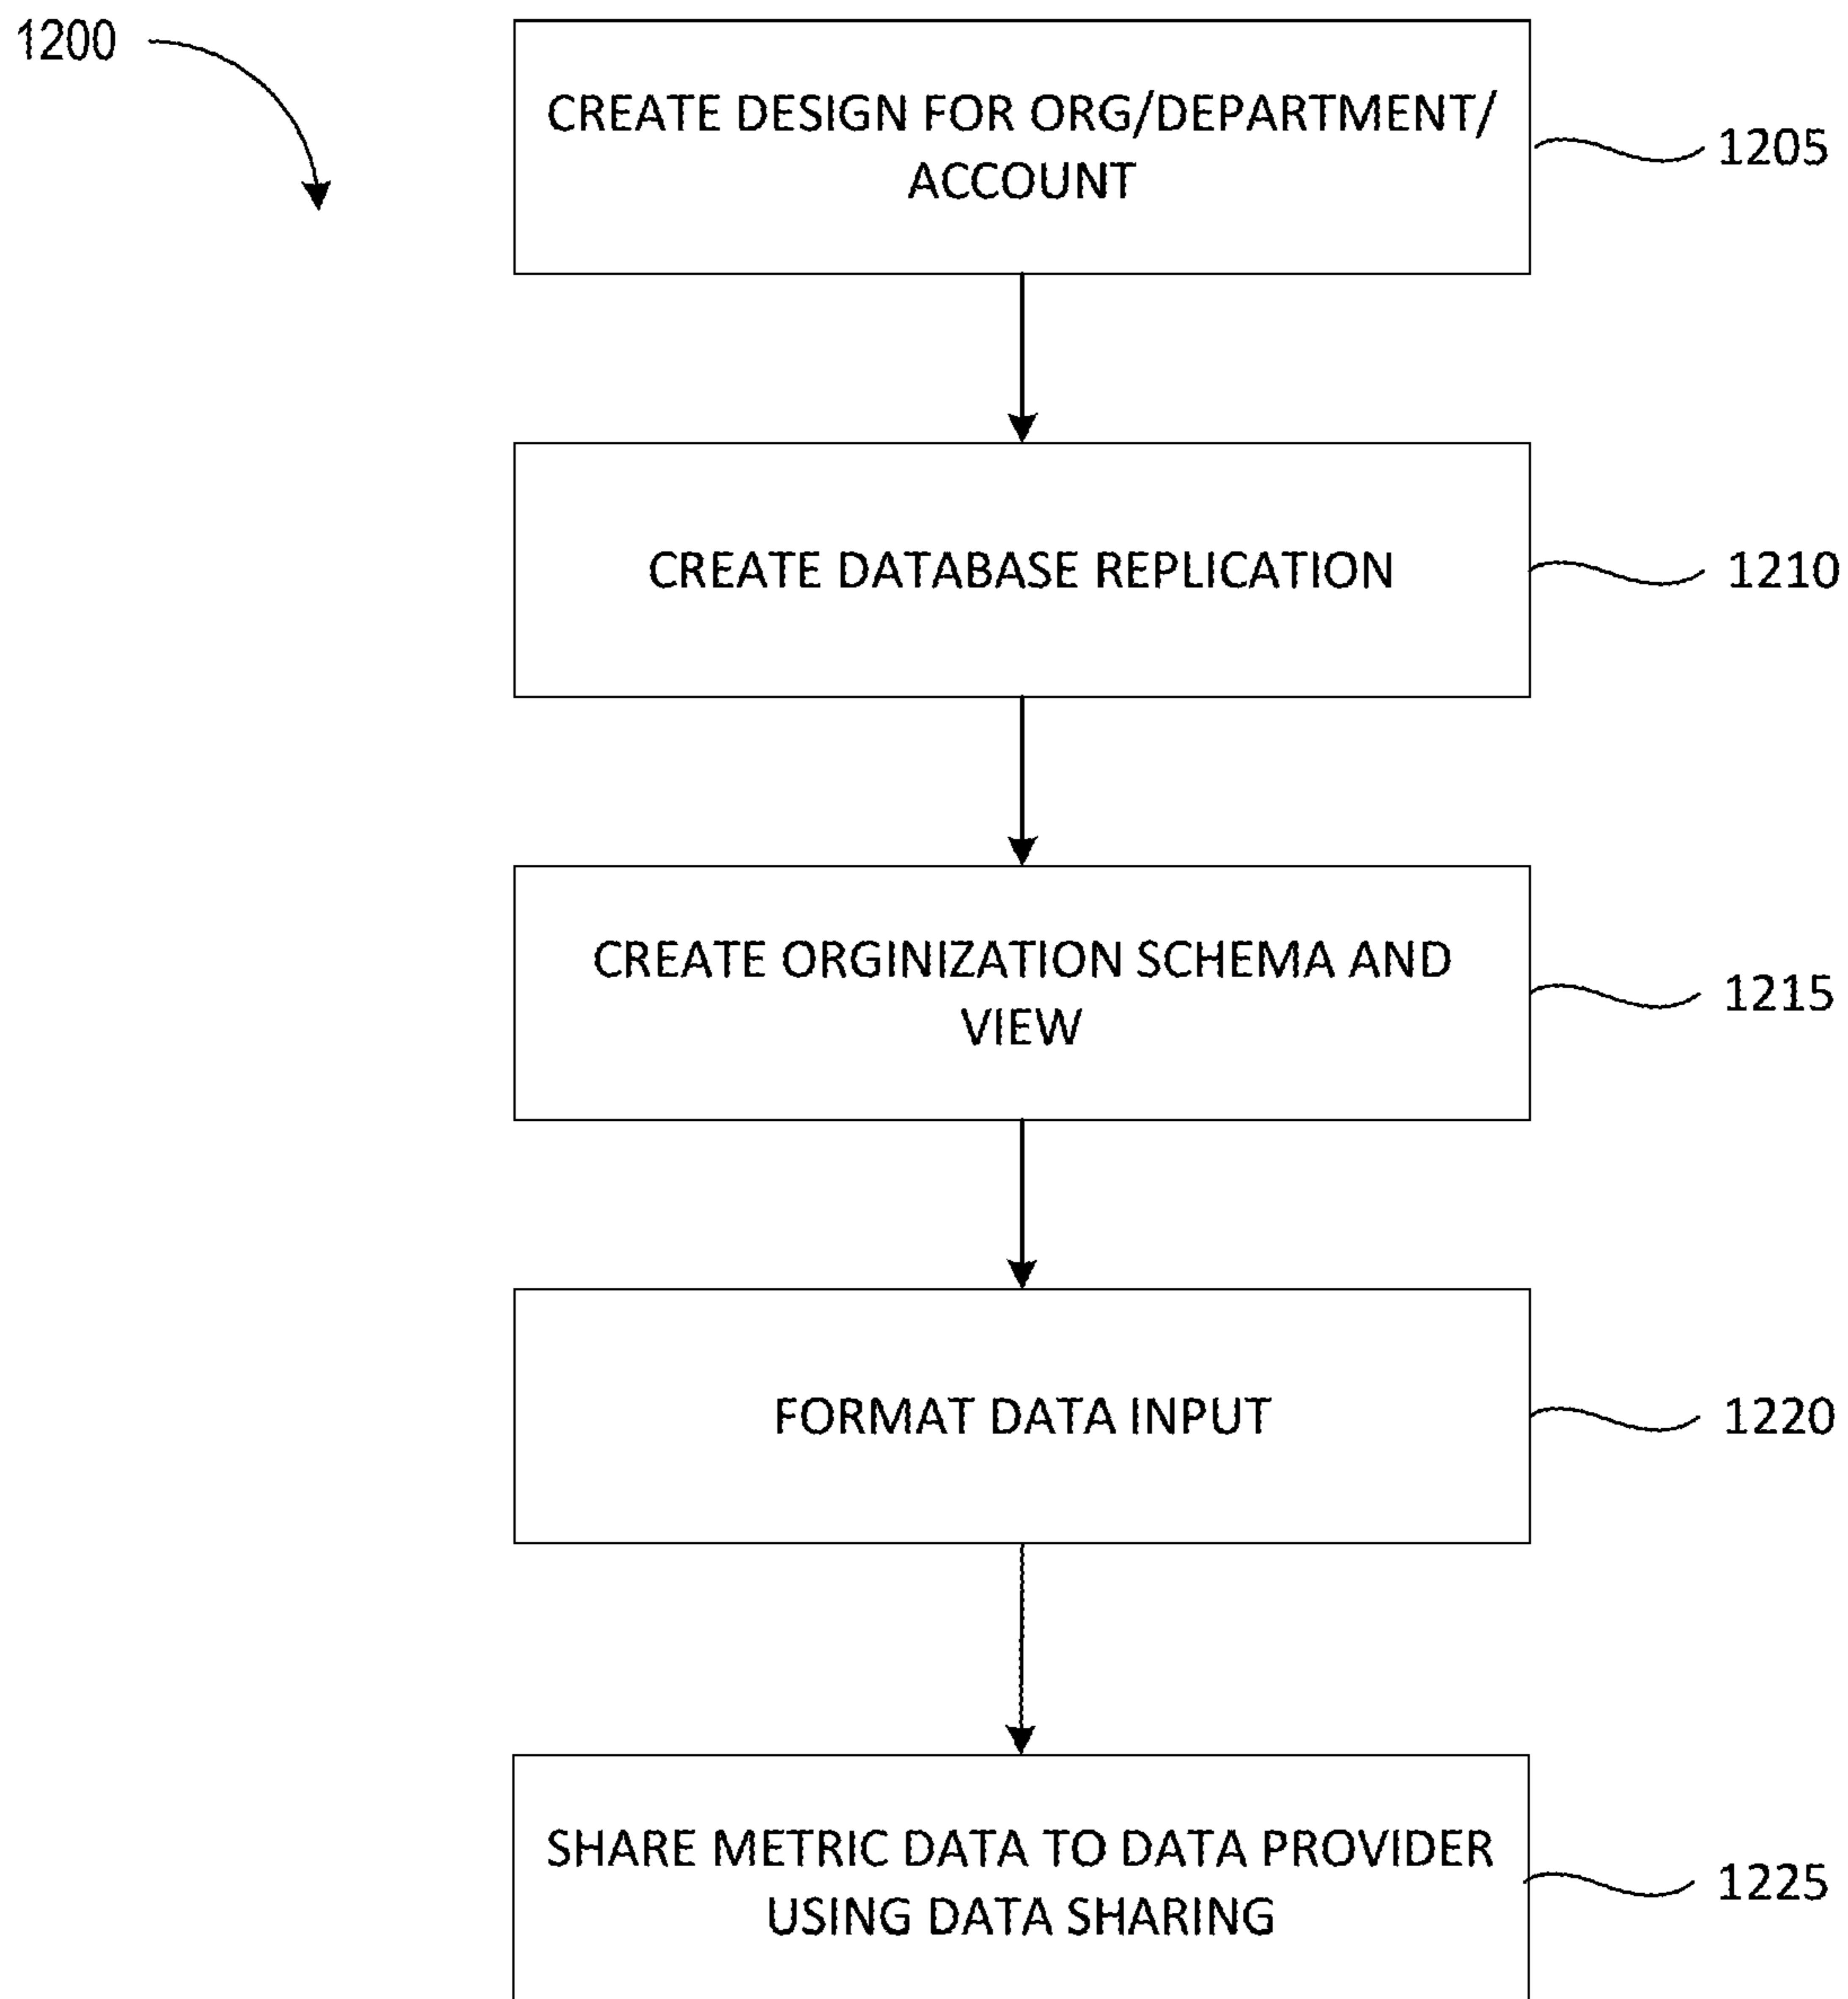 1200
CREATE DESIGN FOR ORG/DEPARTMENT/
ACCOUNT
1205
CREATE DATABASE REPLICATION
1210
CREATE ORGINIZATION SCHEMA AND
VIEW
1215
FORMAT DATA INPUT
1220
SHARE METRIC DATA TO DATA PROVIDER
USING DATA SHARING
1225